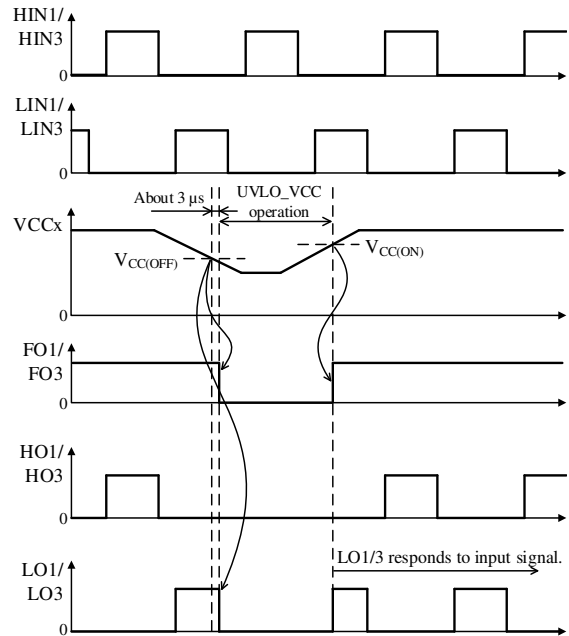 HIN1/
HIN3
0
LIN1/
LIN3
0
About 3 µs
UVLO_VCC
operation
VCCx
VCC(OFF)
VCC(ON)
0
FO1/
FO3
0
HO1/
HO3
0
LO1/3 responds to input signal.
LO1/
LO3
0